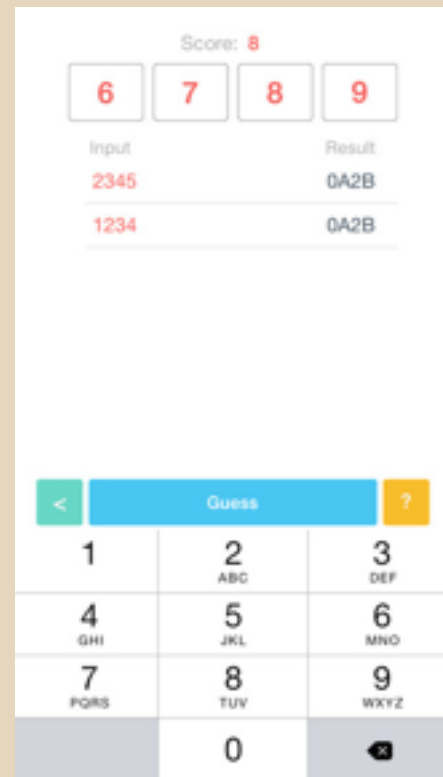 Score: 8
6 7 8 9
Input Result
2345 0A2B
1234 0A2B
< Guess ?
1 2 3
ABC DEF
4 5 6
GHI JKL MNO
7 8 9
PQRS TUV WXYZ
0